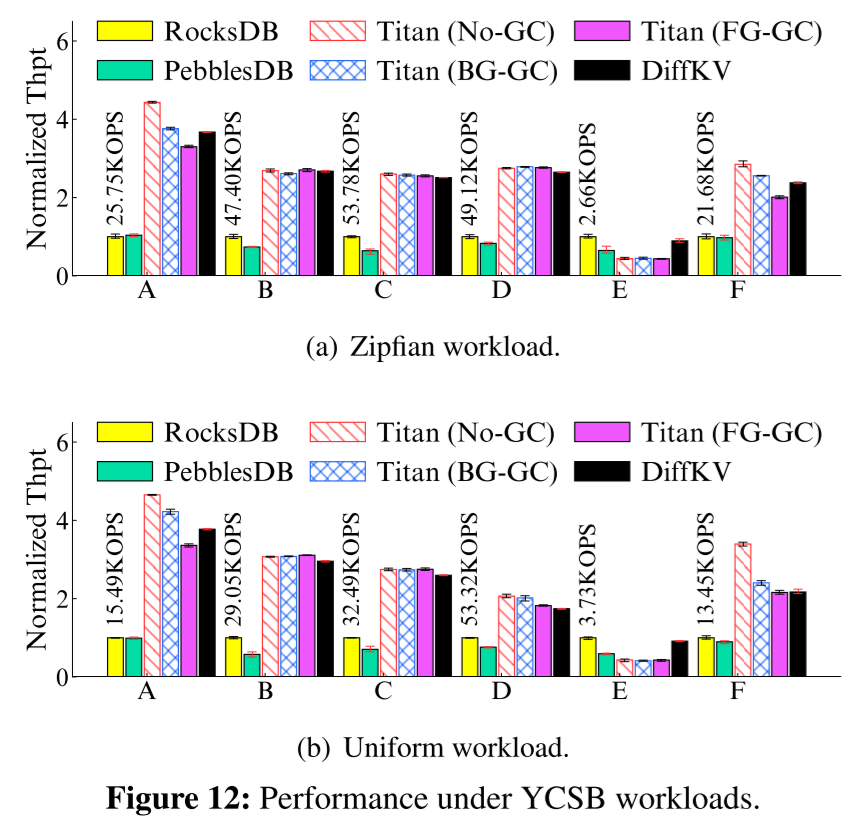 RocksDB Titan (No-GC) Titan (FG-GC)
PebblesDB Titan (BG-GC) DiffKV
Normalized Thpt
6
4
2
0
25.75KOPS
47.40KOPS
53.78KOPS
49.12KOPS
2.66KOPS
21.68KOPS
A B C D E F
(a) Zipfian workload.
RocksDB Titan (No-GC) Titan (FG-GC)
PebblesDB Titan (BG-GC) DiffKV
Normalized Thpt
6
4
2
0
15.49KOPS
29.05KOPS
32.49KOPS
53.32KOPS
3.73KOPS
13.45KOPS
A B C D E F
(b) Uniform workload.
Figure 12: Performance under YCSB workloads.